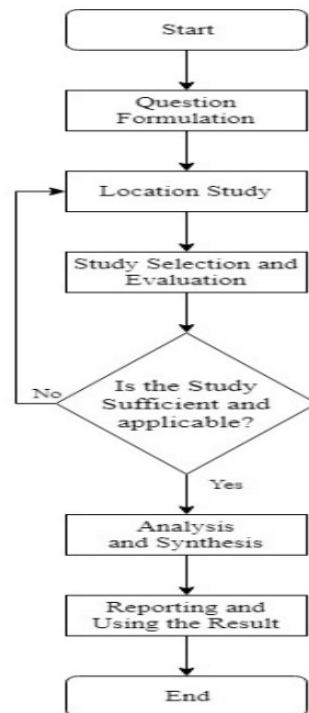 Start
Question
Formulation
Location Study
Study Selection and
Evaluation
Is the Study
Sufficient and
applicable?
No
Yes
Analysis
and Synthesis
Reporting and
Using the Result
End